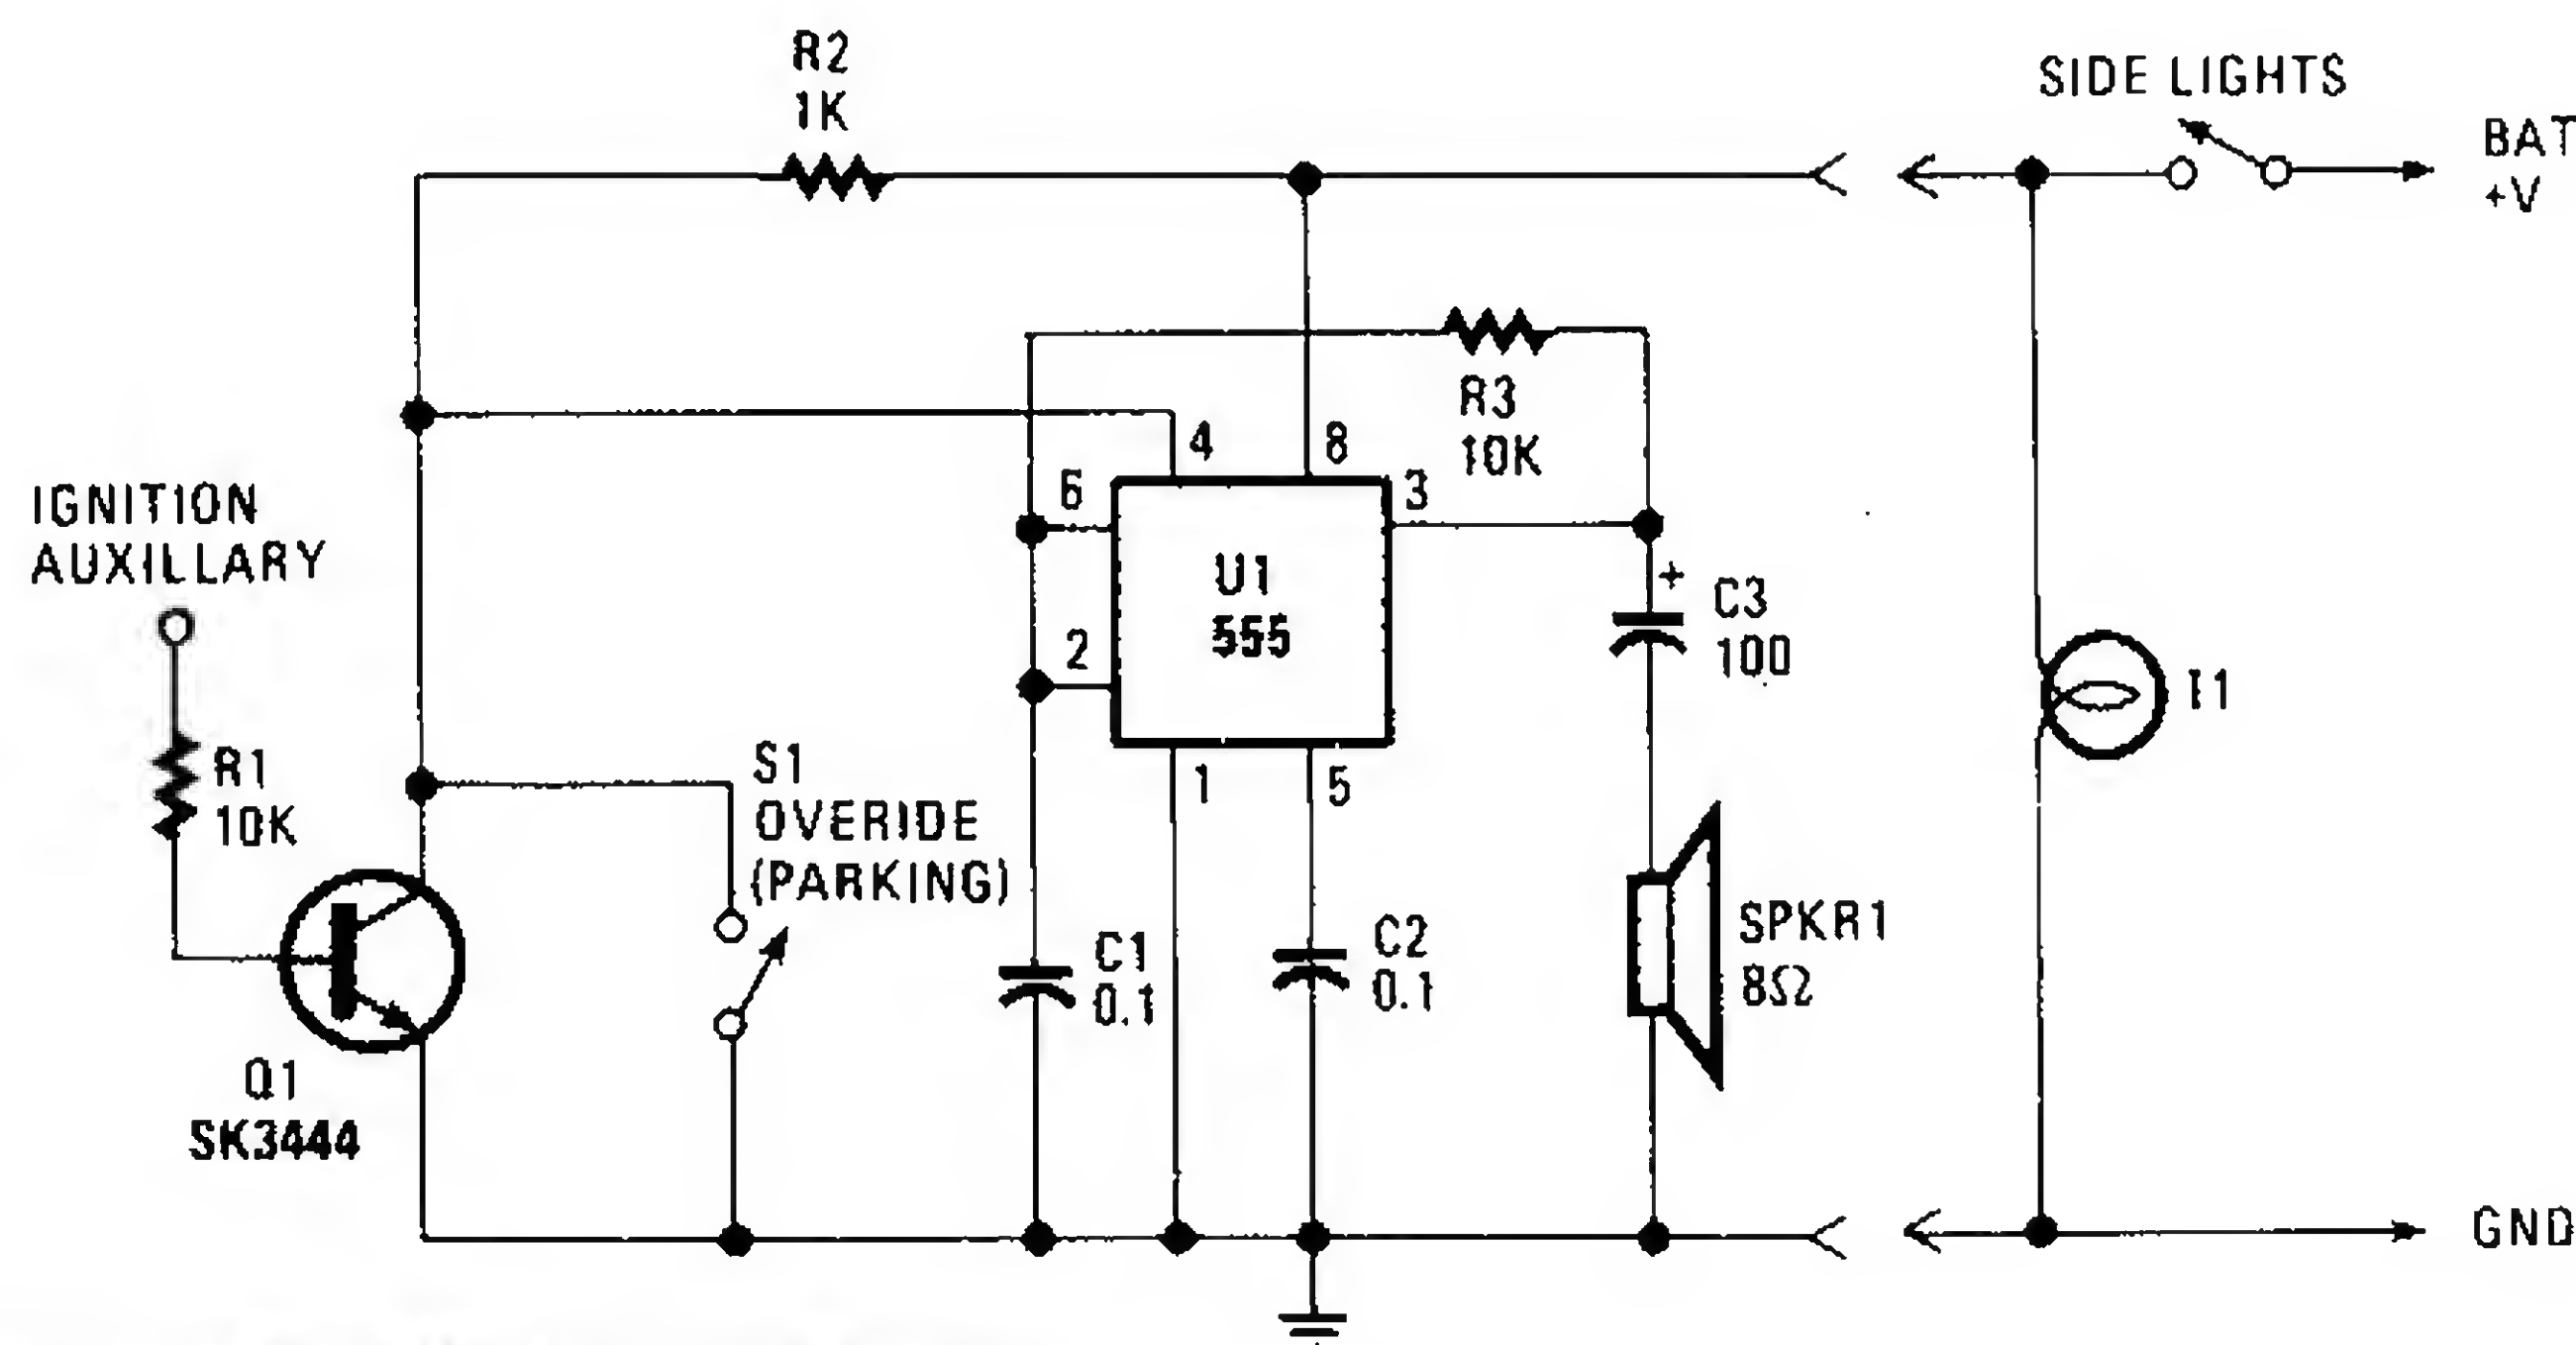 R2
1K
SIDE LIGHTS
BAT
+V
R3
10K
4
8
6
3
IGNITION
AUXILLARY
U1
555
2
+
C3
100
I1
R1
10K
S1
OVERIDE
(PARKING)
1
5
C1
0.1
C2
0.1
SPKR1
8Ω
Q1
SK3444
GND